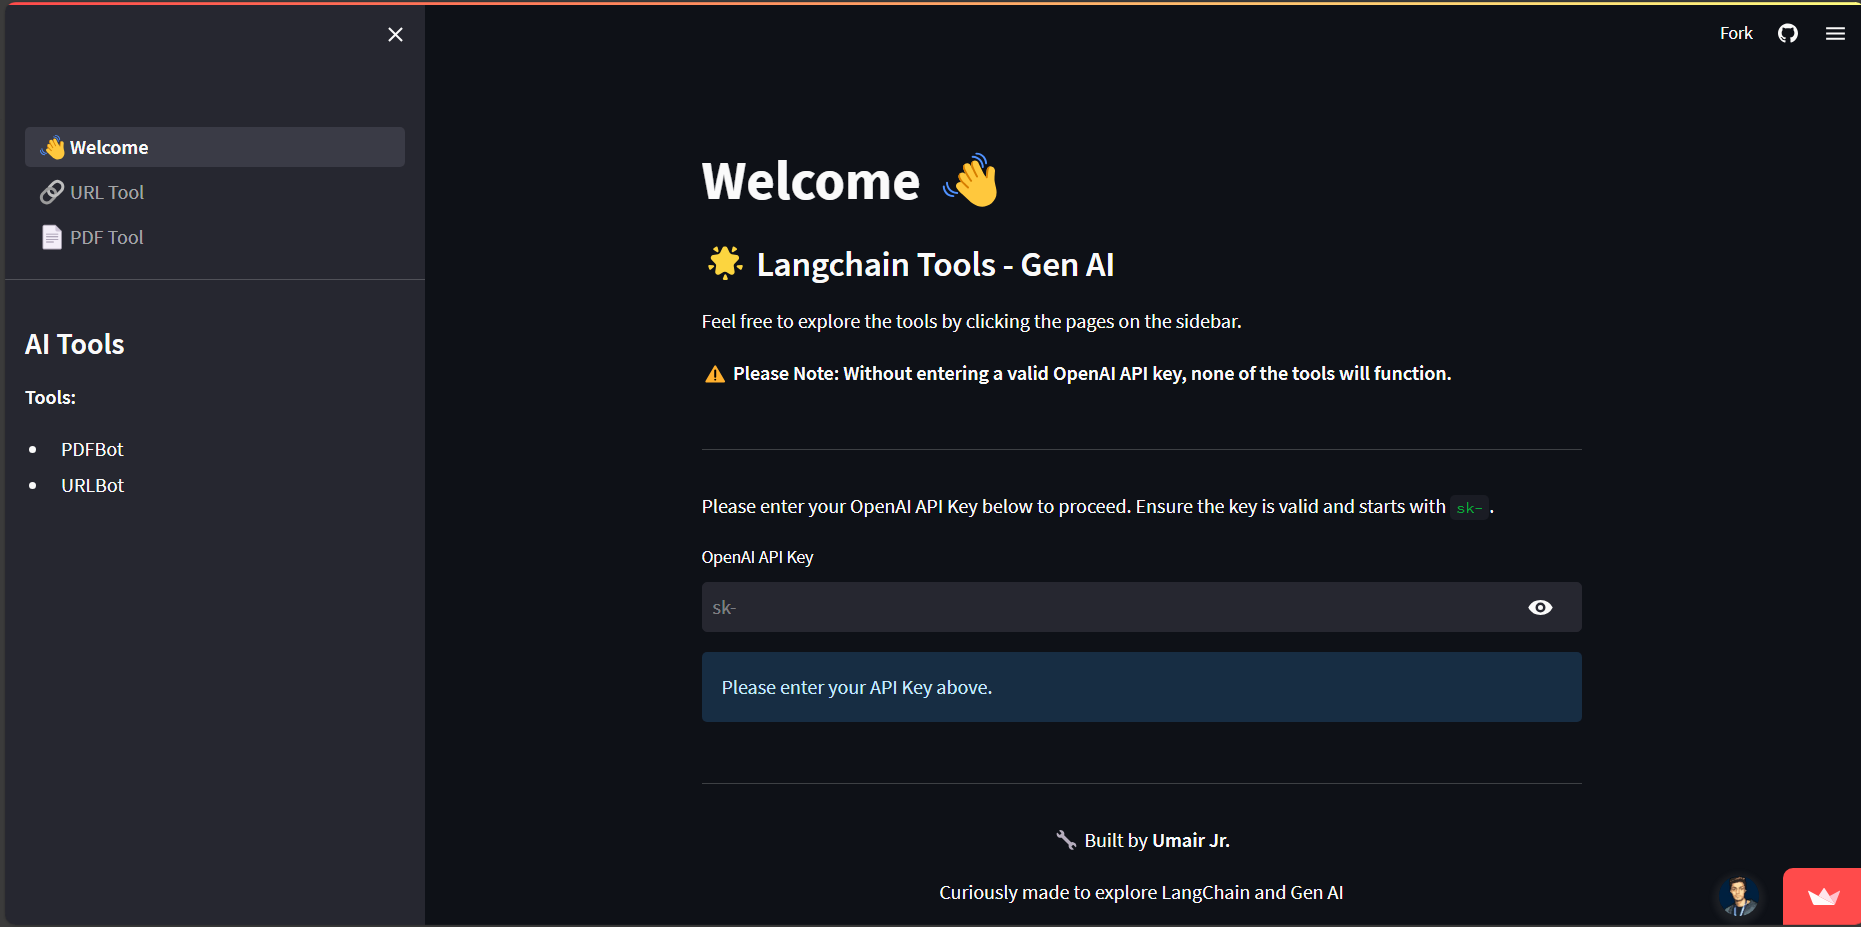 Fork
👋 Welcome
🔗 URL Tool
📄 PDF Tool
AI Tools
Tools:
• PDFBot
• URLBot
Welcome 👋
🌟 Langchain Tools - Gen AI
Feel free to explore the tools by clicking the pages on the sidebar.
⚠️ Please Note: Without entering a valid OpenAI API key, none of the tools will function.
Please enter your OpenAI API Key below to proceed. Ensure the key is valid and starts with sk-.
OpenAI API Key
sk-
Please enter your API Key above.
🔧 Built by Umair Jr.
Curiously made to explore LangChain and Gen AI